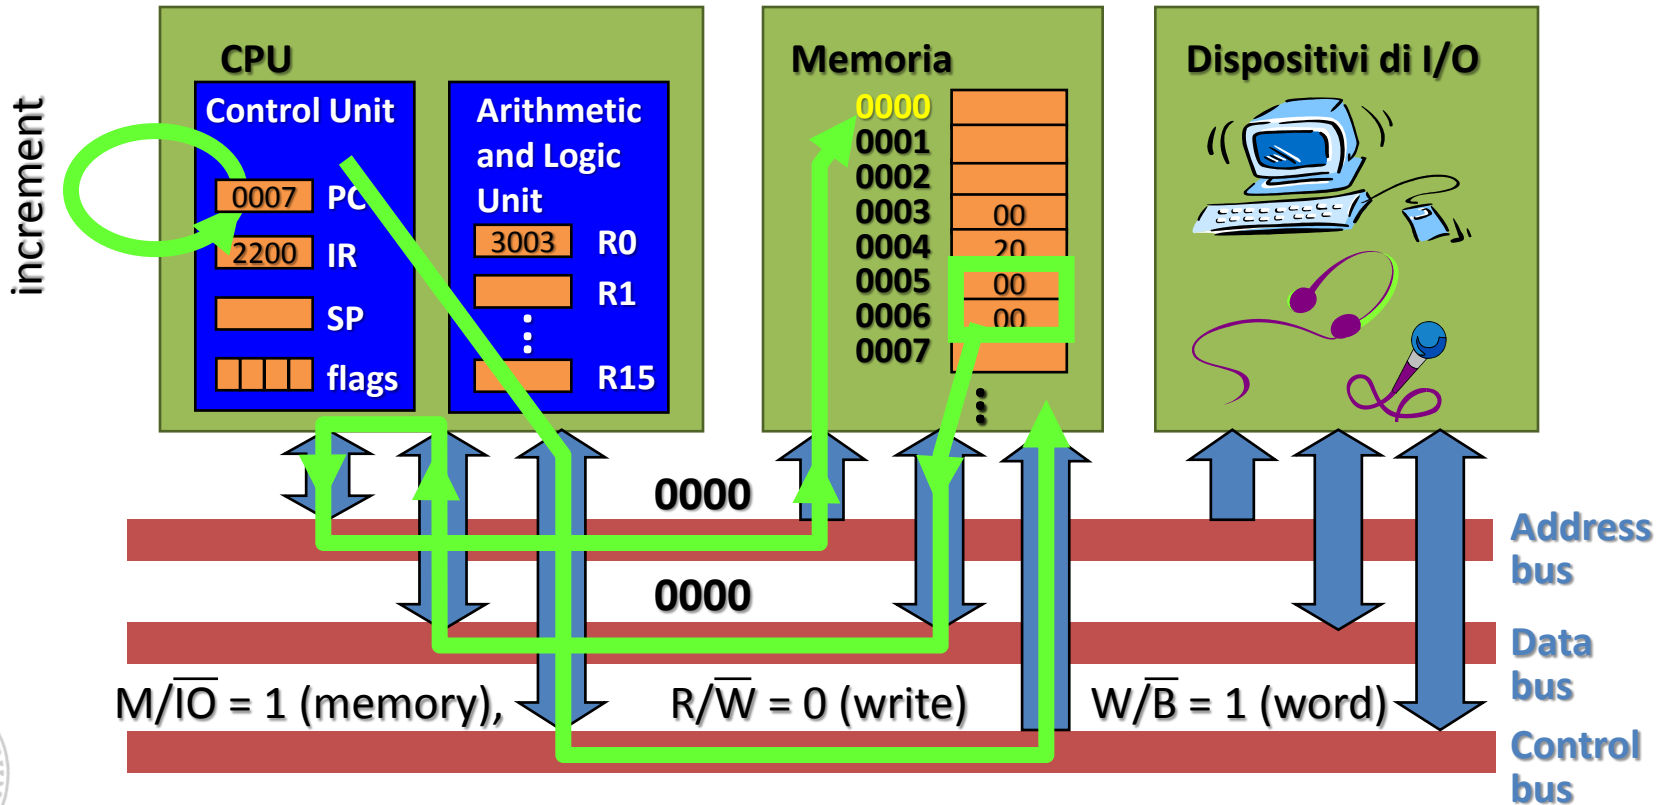 increment
CPU
Control Unit
0007 PC
2200 IR
SP
flags
Arithmetic
and Logic
Unit
3003 R0
R1
R15
Memoria
0000
0001
0002
0003 00
0004 20
0005 00
0006 00
0007
Dispositivi di I/O
0000
Address
bus
0000
Data
bus
M/I̅O̅ = 1 (memory), R/W̅ = 0 (write) W/B̅ = 1 (word)
Control
bus